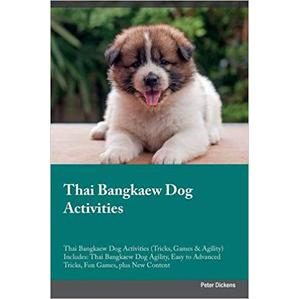 Thai Bangkaew Dog
Activities
Thai Bangkaew Dog Activities (Tricks, Games & Agility)
Includes: Thai Bangkaew Dog Agility, Easy to Advanced
Tricks, Fun Games, plus New Content
Peter Dickens